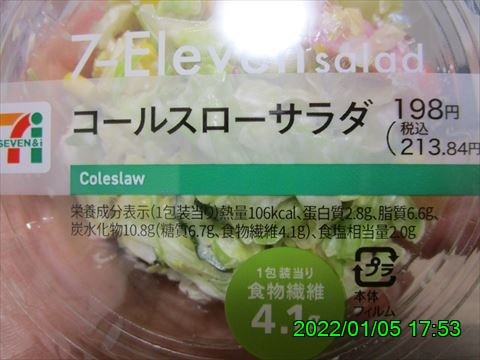 7-Eleven salad
コールスローサラダ
198円
(税込
213.84円)
7
SEVEN&i
Coleslaw
栄養成分表示(1包装当り)熱量106kcal、蛋白質2.8g、脂質6.6g、
炭水化物10.8g(糖質6.7g、食物繊維4.1g)、食塩相当量2.0g
1包装当り
食物繊維
4.1g
プラ
本体
フィルム
2022/01/05 17:53